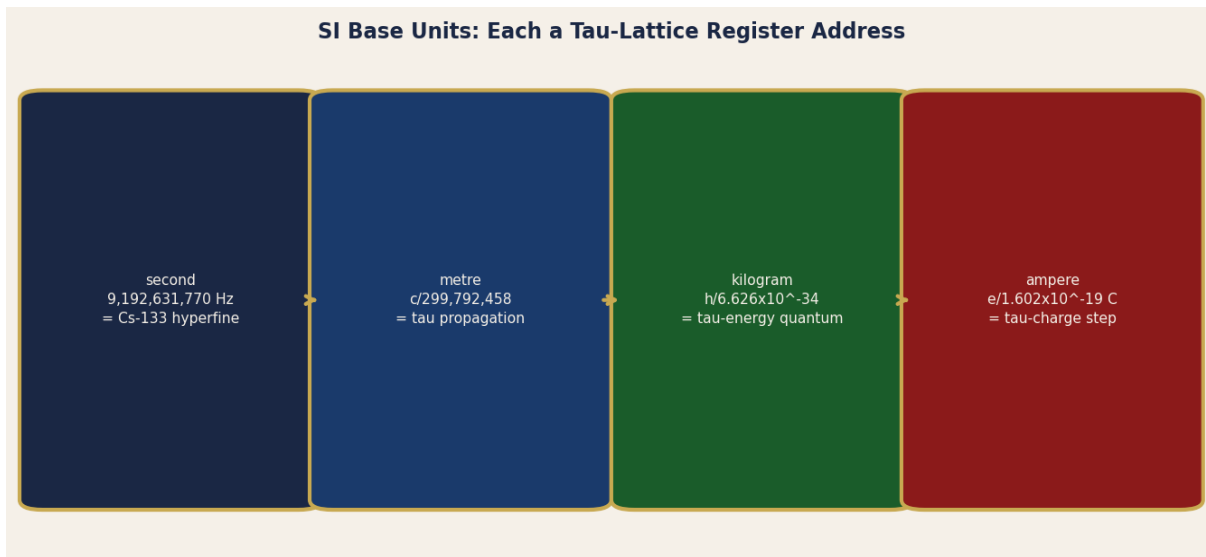 SI Base Units: Each a Tau-Lattice Register Address
second
9,192,631,770 Hz
= Cs-133 hyperfine
metre
c/299,792,458
= tau propagation
kilogram
h/6.626x10^-34
= tau-energy quantum
ampere
e/1.602x10^-19 C
= tau-charge step